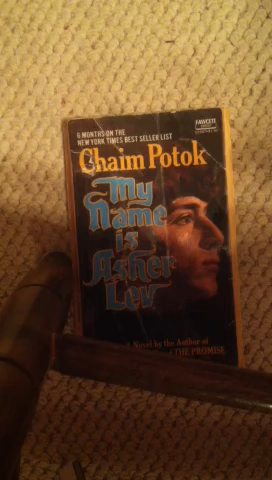 6 MONTHS ON THE
NEW YORK TIMES BEST SELLER LIST
FAWCETT
Chaim Potok
My
Name
is
Asher
Lev
A Novel by the Author of
THE PROMISE